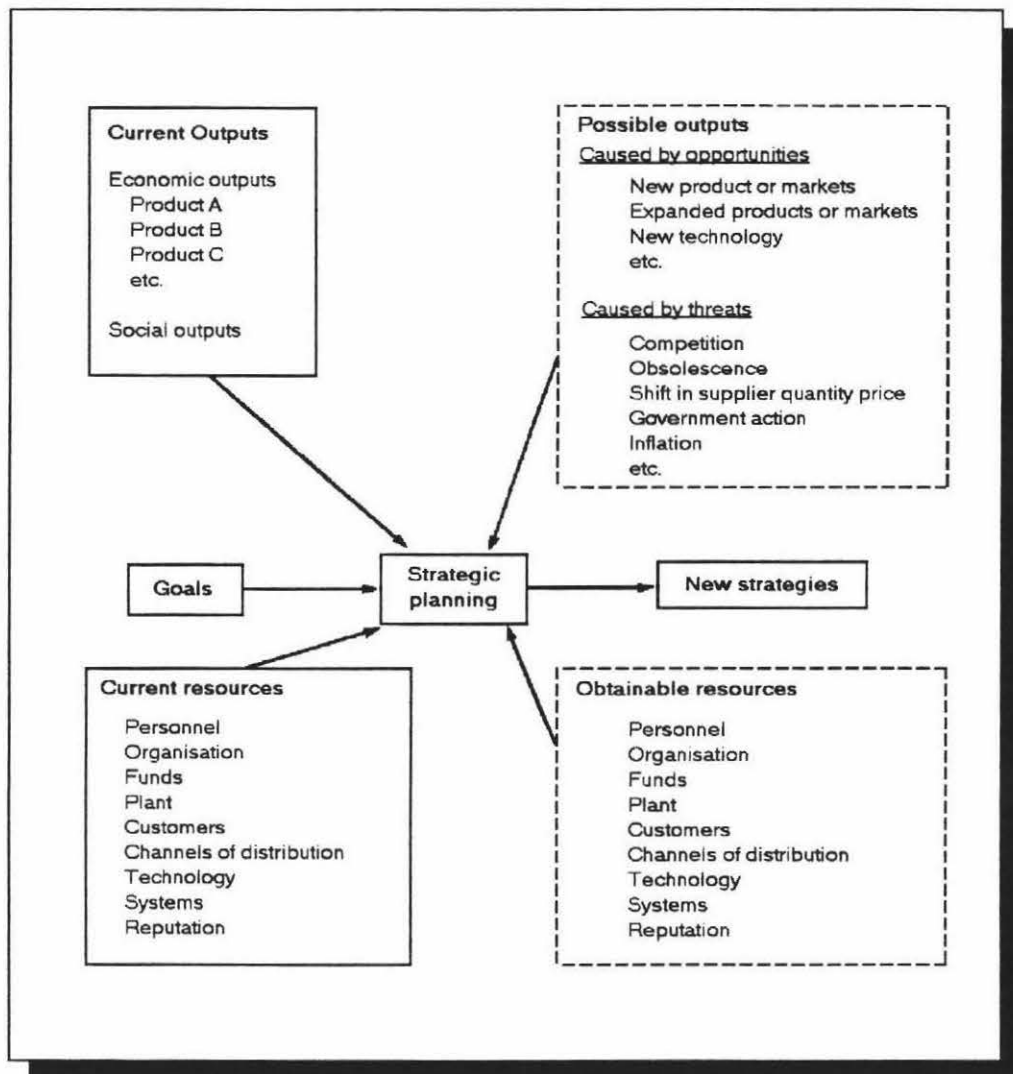 Current Outputs
Economic outputs
Product A
Product B
Product C
etc.
Social outputs
Possible outputs
Caused by opportunities
New product or markets
Expanded products or markets
New technology
etc.
Caused by threats
Competition
Obsolescence
Shift in supplier quantity price
Government action
Inflation
etc.
Goals
Strategic
planning
New strategies
Current resources
Personnel
Organisation
Funds
Plant
Customers
Channels of distribution
Technology
Systems
Reputation
Obtainable resources
Personnel
Organisation
Funds
Plant
Customers
Channels of distribution
Technology
Systems
Reputation